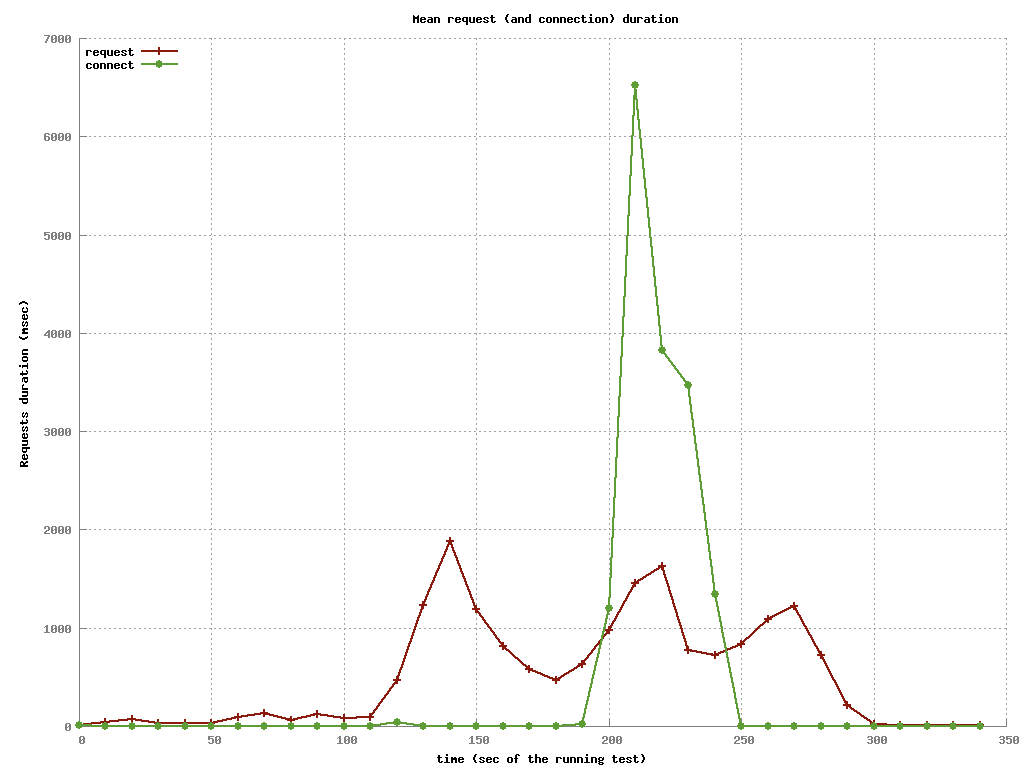 Mean request (and connection) duration
7000
request
connect
6000
5000
4000
3000
2000
1000
0
Requests duration (msec)
0 50 100 150 200 250 300 350
time (sec of the running test)